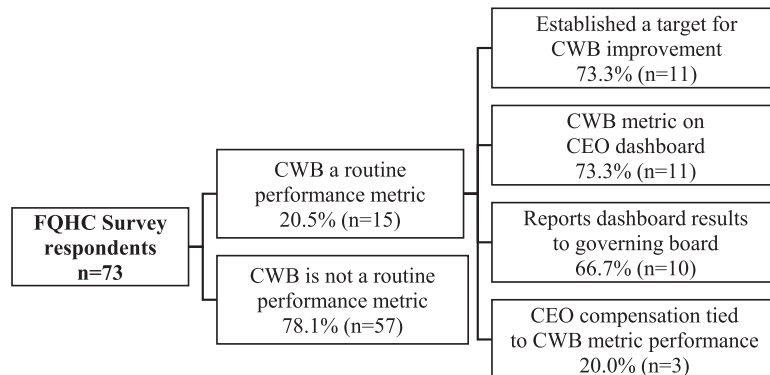 FQHC Survey
respondents
n=73
CWB a routine
performance metric
20.5% (n=15)
CWB is not a routine
performance metric
78.1% (n=57)
Established a target for
CWB improvement
73.3% (n=11)
CWB metric on
CEO dashboard
73.3% (n=11)
Reports dashboard results
to governing board
66.7% (n=10)
CEO compensation tied
to CWB metric performance
20.0% (n=3)